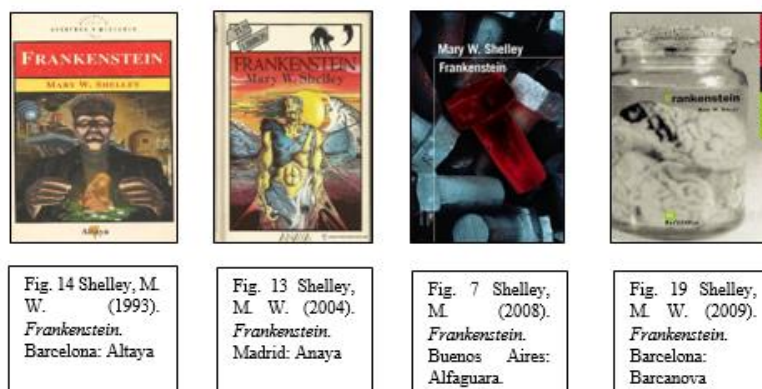 FRANKENSTEIN
MARY W. SHELLEY
Altaya
FRANKENSTEIN
Mary W. Shelley
ANAYA
Mary W. Shelley
Frankenstein
Frankenstein
Fig. 14 Shelley, M.
W. (1993).
Frankenstein.
Barcelona: Altaya
Fig. 13 Shelley,
M. W. (2004).
Frankenstein.
Madrid: Anaya
Fig. 7 Shelley,
M. (2008).
Frankenstein.
Buenos Aires:
Alfaguara.
Fig. 19 Shelley,
M. W. (2009).
Frankenstein.
Barcelona:
Barcanova